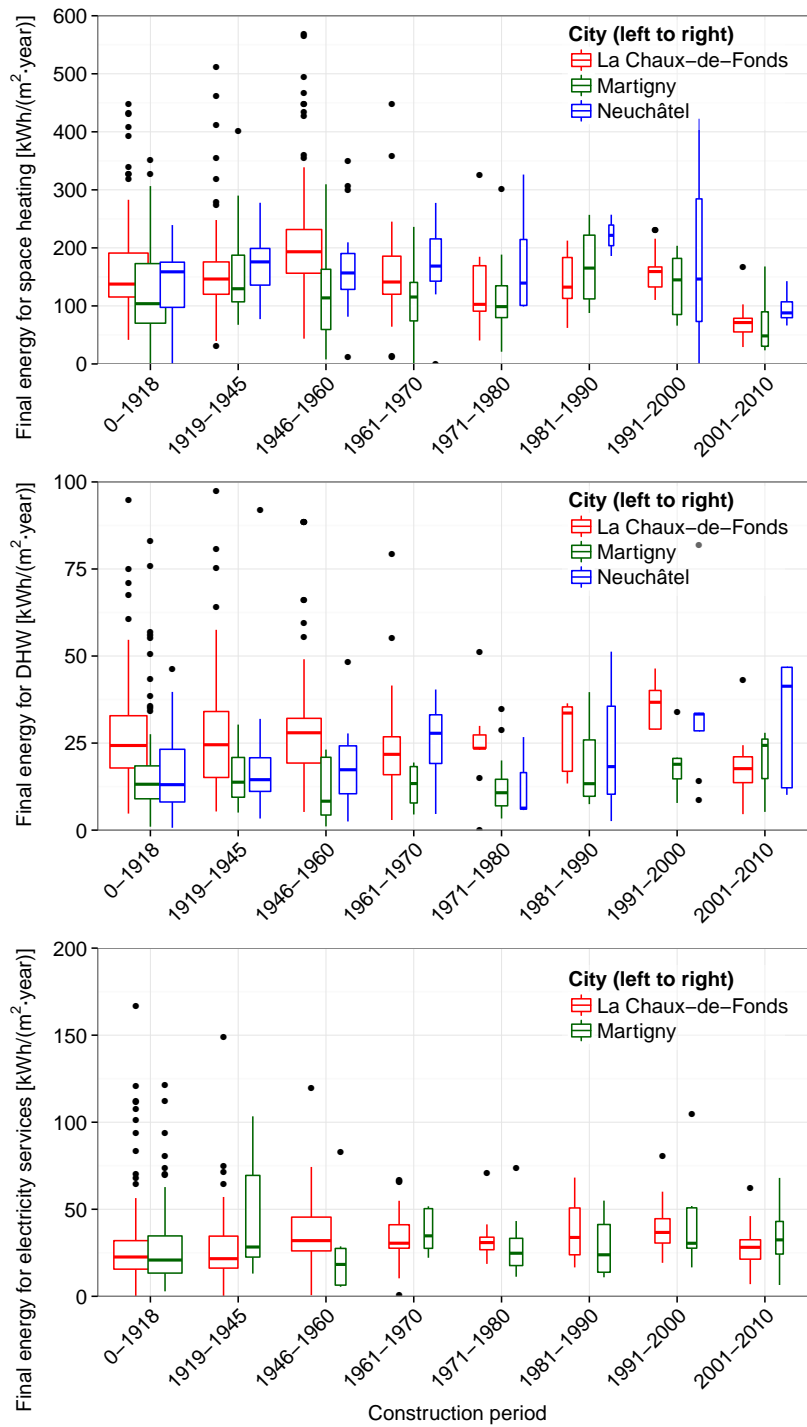 Final energy for space heating [kWh/(m²·year)]
600
500
400
300
200
100
0
City (left to right)
La Chaux−de−Fonds
Martigny
Neuchâtel
0−1918
1919−1945
1946−1960
1961−1970
1971−1980
1981−1990
1991−2000
2001−2010
Final energy for DHW [kWh/(m²·year)]
100
75
50
25
0
City (left to right)
La Chaux−de−Fonds
Martigny
Neuchâtel
0−1918
1919−1945
1946−1960
1961−1970
1971−1980
1981−1990
1991−2000
2001−2010
Final energy for electricity services [kWh/(m²·year)]
200
150
100
50
0
City (left to right)
La Chaux−de−Fonds
Martigny
0−1918
1919−1945
1946−1960
1961−1970
1971−1980
1981−1990
1991−2000
2001−2010
Construction period